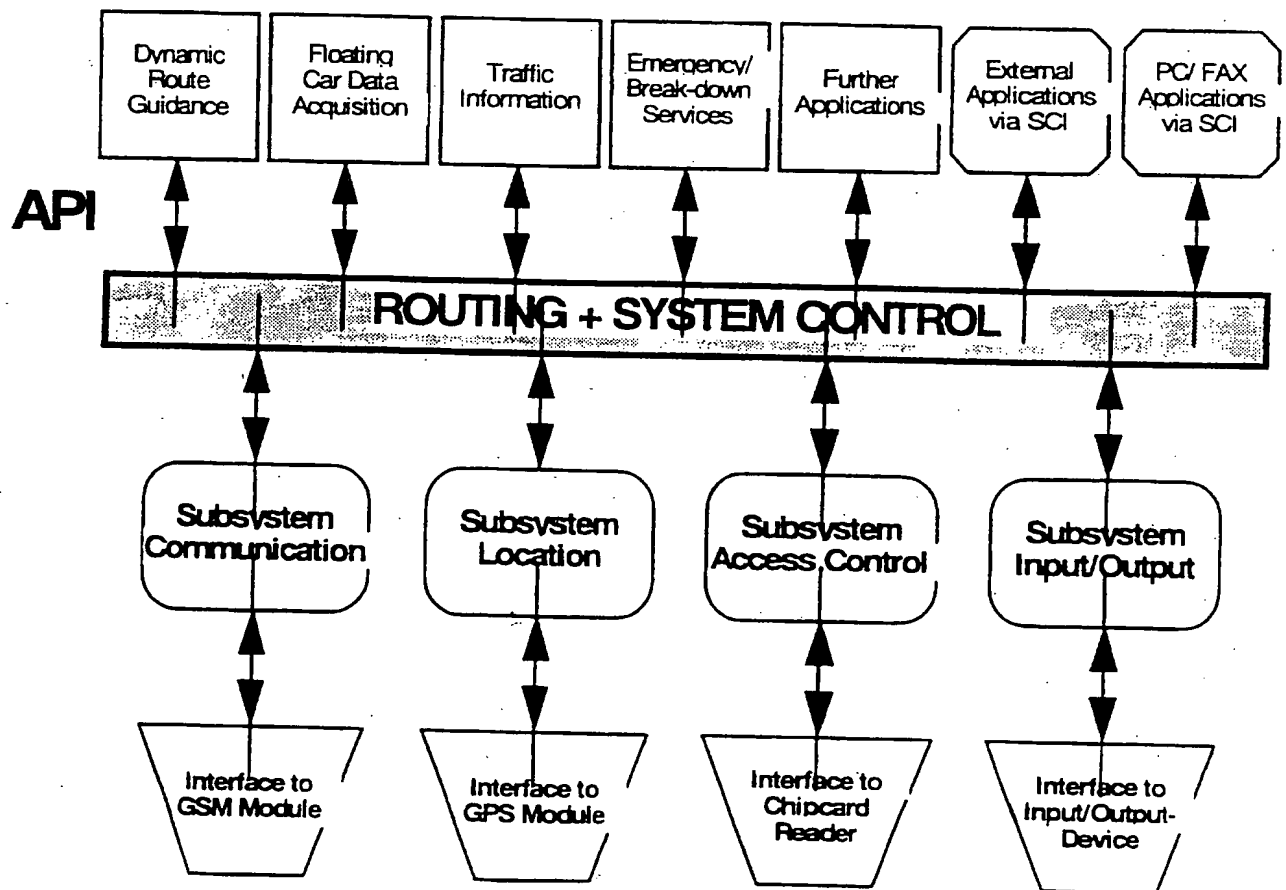 Dynamic
Route
Guidance
Floating
Car Data
Acquisition
Traffic
Information
Emergency/
Break-down
Services
Further
Applications
External
Applications
via SCI
PC/ FAX
Applications
via SCI
API
ROUTING + SYSTEM CONTROL
Subsystem
Communication
Subsystem
Location
Subsystem
Access Control
Subsystem
Input/Output
Interface to
GSM Module
Interface to
GPS Module
Interface to
Chipcard
Reader
Interface to
Input/Output-
Device